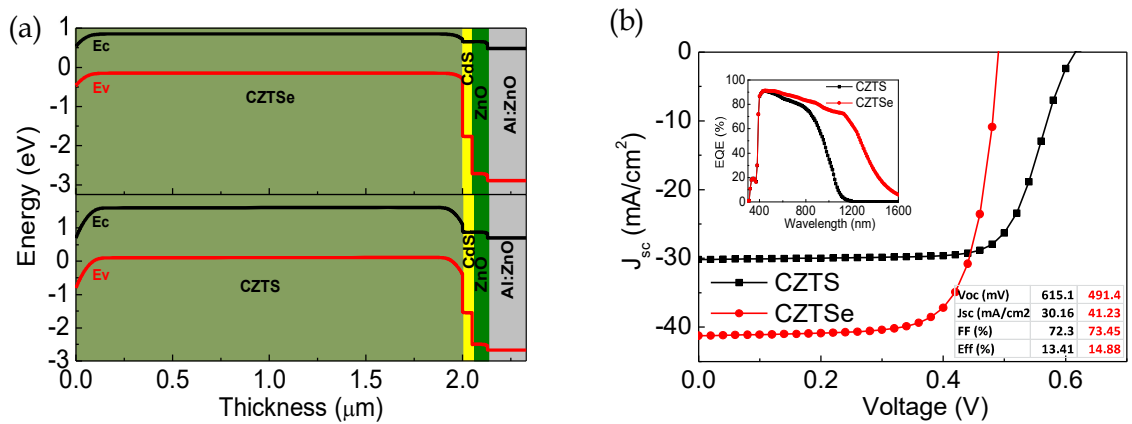 (a)
1
0
-1
-2
-3
Ec
Ev
CZTSe
CdS
ZnO
Al:ZnO
1
0
-1
-2
-3
Ec
Ev
CZTS
CdS
ZnO
Al:ZnO
Energy (eV)
0.0 0.5 1.0 1.5 2.0
Thickness (μm)
(b)
0
-10
-20
-30
-40
J_sc (mA/cm²)
100
80
60
40
20
0
EQE (%)
CZTS
CZTSe
400 800 1200 1600
Wavelength (nm)
CZTS
CZTSe
Voc (mV) 615.1 491.4
Jsc (mA/cm2 30.16 41.23
FF (%) 72.3 73.45
Eff (%) 13.41 14.88
0.0 0.2 0.4 0.6
Voltage (V)